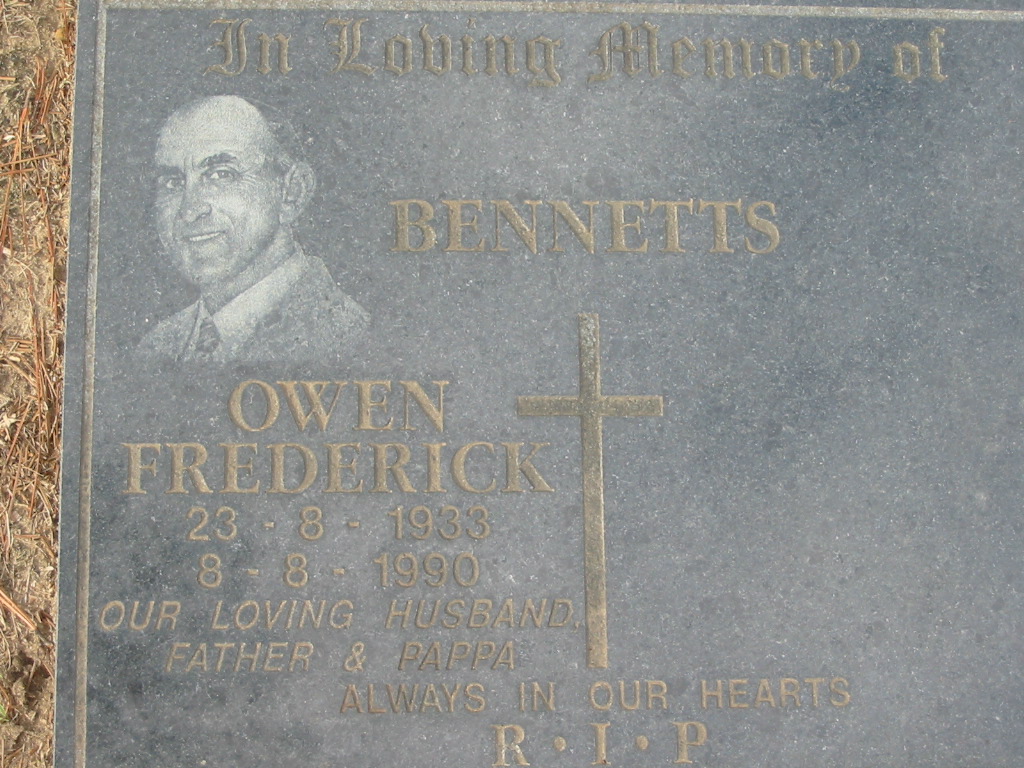 In Loving Memory of
BENNETTS
OWEN
FREDERICK
23 - 8 - 1933
8 - 8 - 1990
OUR LOVING HUSBAND,
FATHER & PAPPA
ALWAYS IN OUR HEARTS
R · I · P